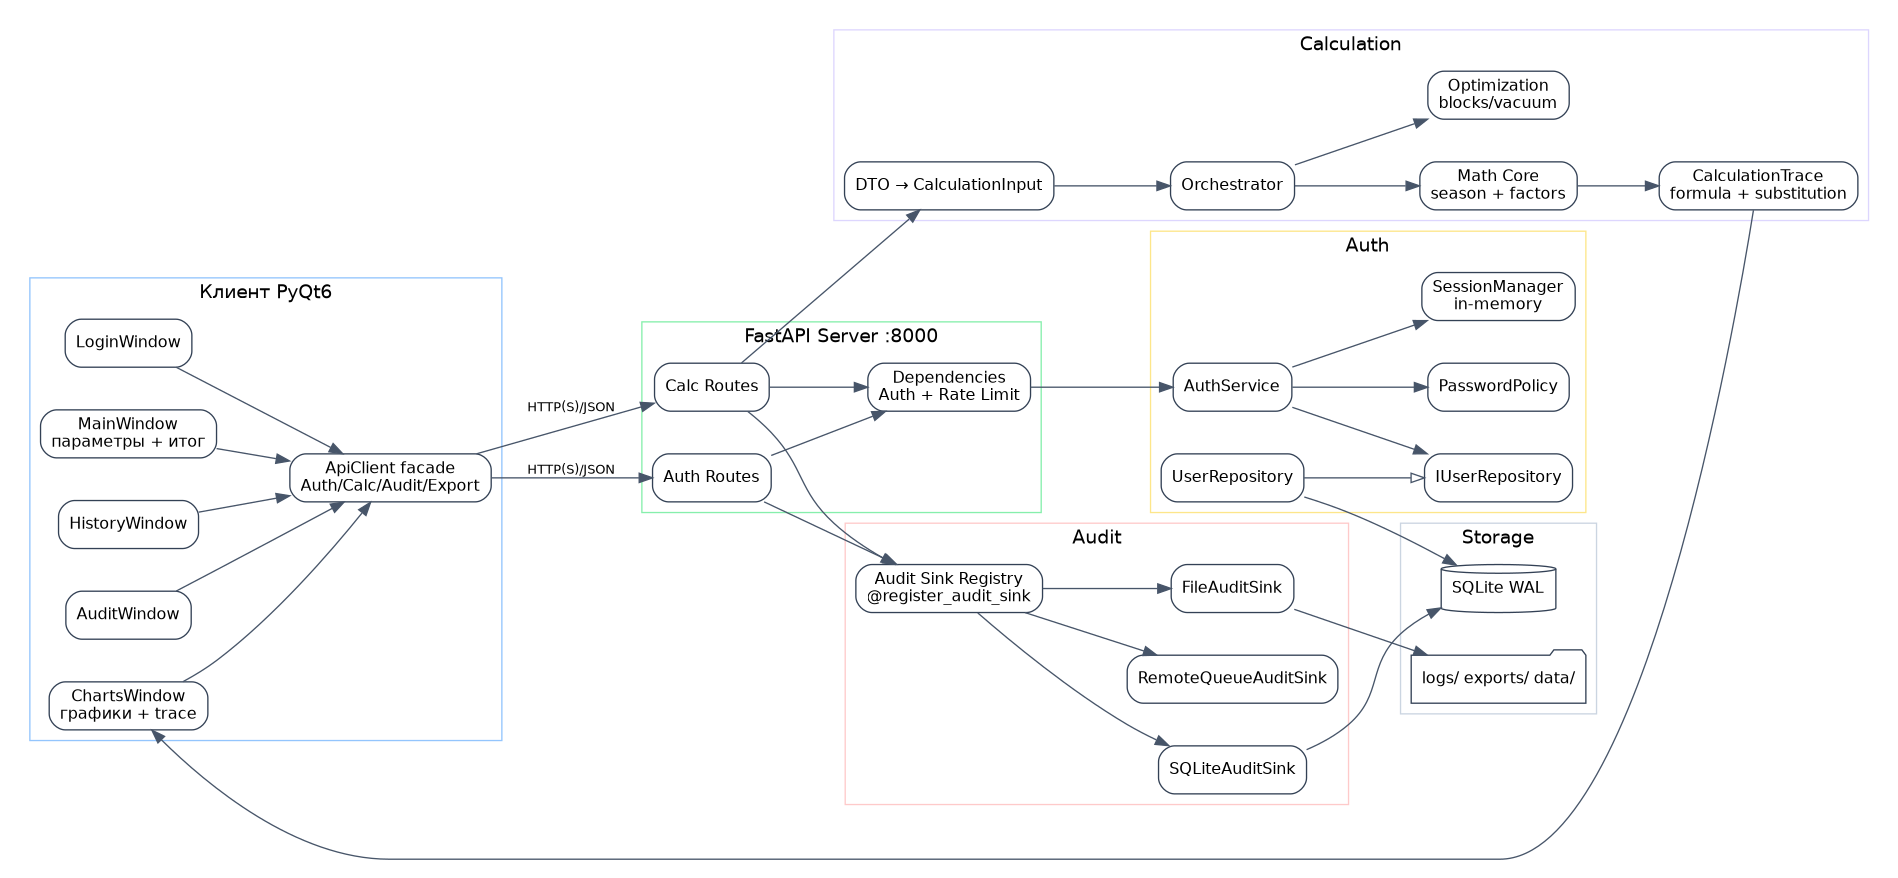 Calculation
Optimization
blocks/vacuum
DTO → CalculationInput
Orchestrator
Math Core
season + factors
CalculationTrace
formula + substitution
Auth
SessionManager
in-memory
AuthService
PasswordPolicy
UserRepository
IUserRepository
Клиент PyQt6
LoginWindow
MainWindow
параметры + итог
ApiClient facade
Auth/Calc/Audit/Export
HistoryWindow
AuditWindow
ChartsWindow
графики + trace
HTTP(S)/JSON
HTTP(S)/JSON
FastAPI Server :8000
Calc Routes
Dependencies
Auth + Rate Limit
Auth Routes
Audit
Audit Sink Registry
@register_audit_sink
FileAuditSink
RemoteQueueAuditSink
SQLiteAuditSink
Storage
SQLite WAL
logs/ exports/ data/